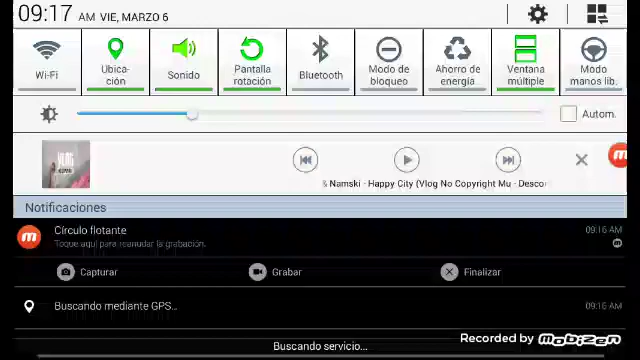 09:17 AM VIE, MARZO 6
Wi-Fi
Ubica-
ción
Sonido
Pantalla
rotación
Bluetooth
Modo de
bloqueo
Ahorro de
energía
Ventana
múltiple
Modo
manos lib.
Autom.
VLOG
& Namski - Happy City (Vlog No Copyright Mu - Descor
Notificaciones
Círculo flotante
09:16 AM
Toque aquí para reanudar la grabación.
Capturar
Grabar
Finalizar
Buscando mediante GPS...
09:16 AM
Buscando servicio...
Recorded by mobizen